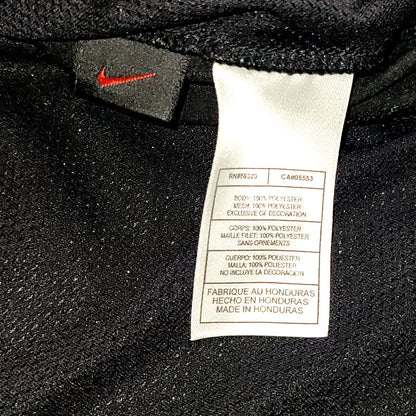 RN#56323 CA#05553
BODY: 100% POLYESTER
MESH: 100% POLYESTER
EXCLUSIVE OF DECORATION
CORPS: 100% POLYESTER
MAILLE FILET: 100% POLYESTER
SANS ORNEMENTS
CUERPO: 100% POLIESTER
MALLA: 100% POLIESTER
NO INCLUYE LA DECORACION
FABRIQUE AU HONDURAS
HECHO EN HONDURAS
MADE IN HONDURAS